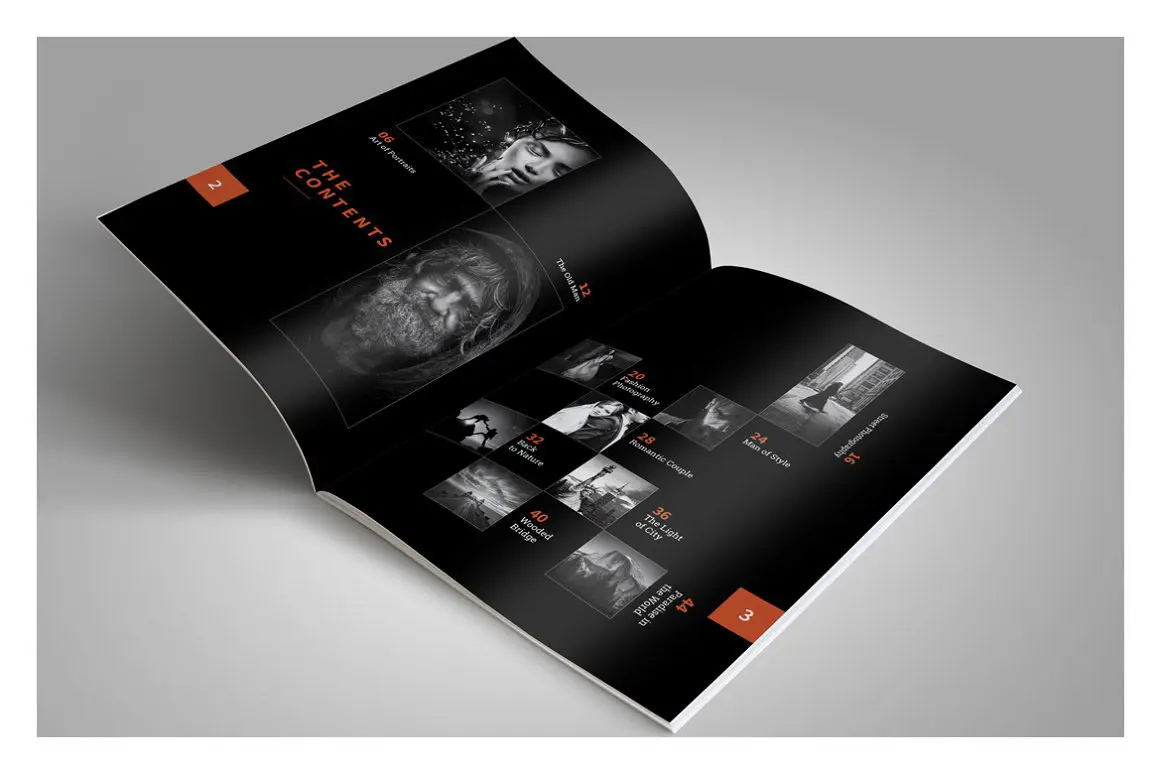 2
THE
CONTENTS
06
Art of Portraits
12
The Old Man
16
Street Photography
20
Fashion
Photography
24
Man of Style
28
Romantic Couple
32
Back
to Nature
36
The Light
of City
40
Wooded
Bridge
44
Paradise in
the World
3